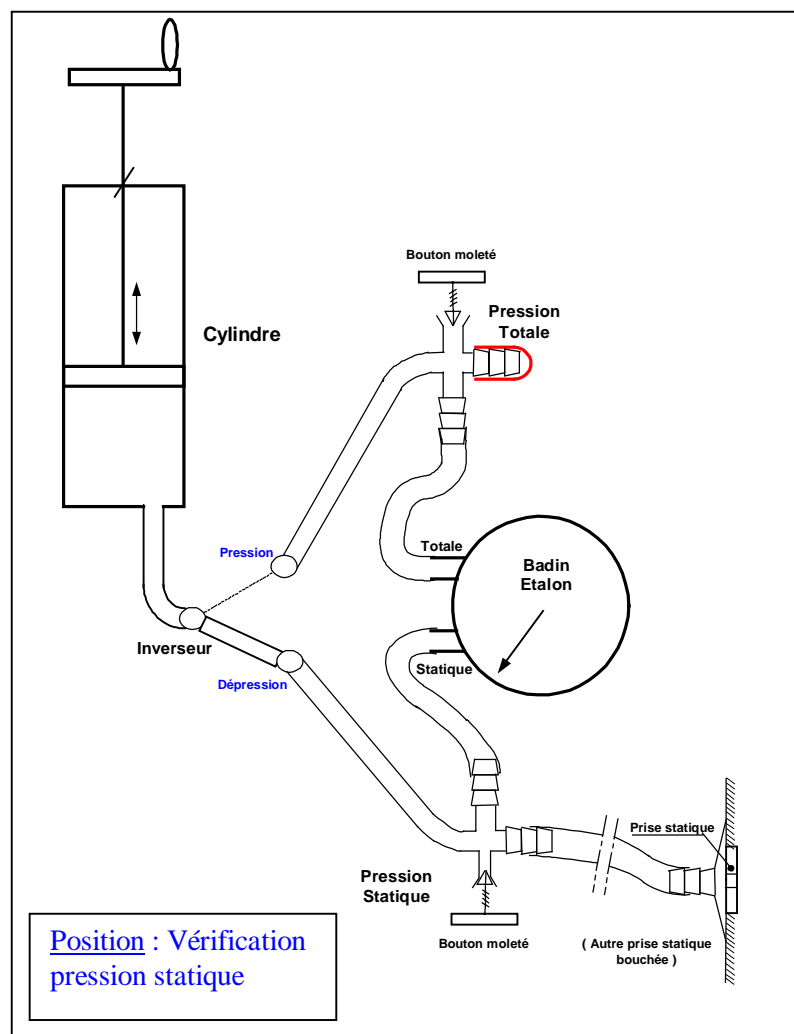 Bouton moleté
Pression
Totale
Cylindre
Totale
Pression
Badin
Etalon
Inverseur
Statique
Dépression
Prise statique
Pression
Statique
Bouton moleté
( Autre prise statique
bouchée )
Position : Vérification
pression statique